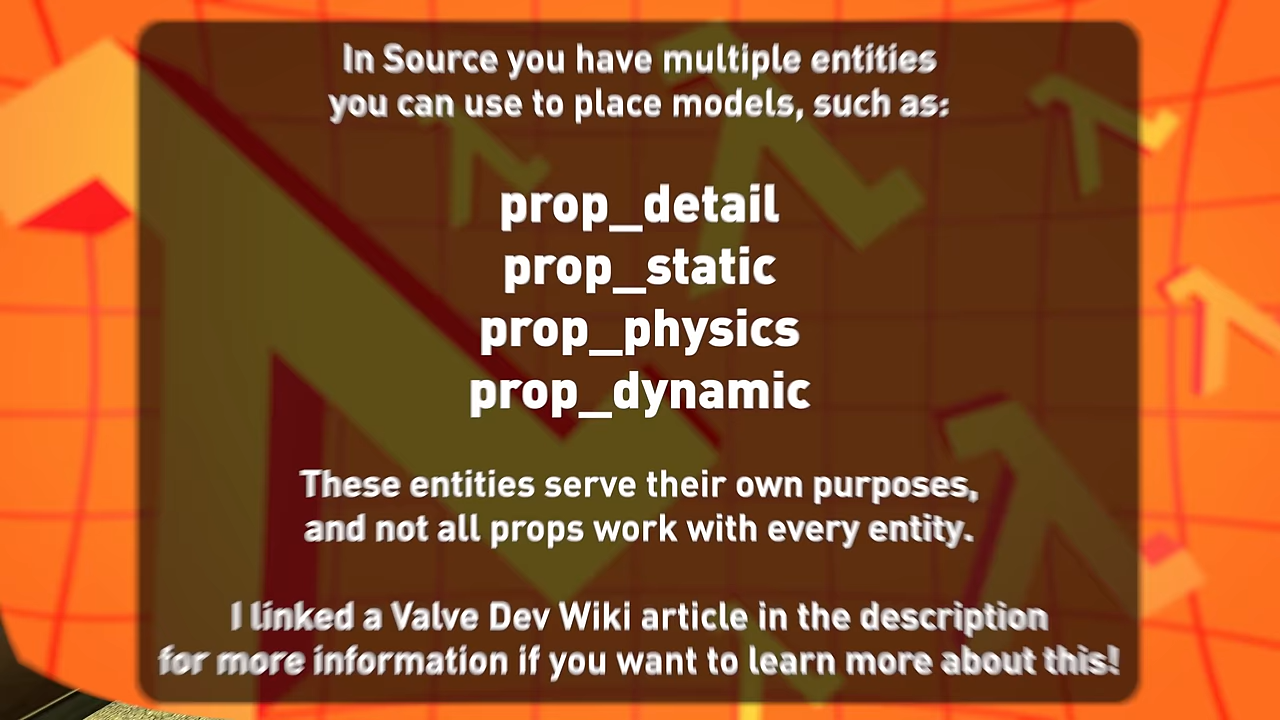 In Source you have multiple entities
you can use to place models, such as:
prop_detail
prop_static
prop_physics
prop_dynamic
These entities serve their own purposes,
and not all props work with every entity.
I linked a Valve Dev Wiki article in the description
for more information if you want to learn more about this!